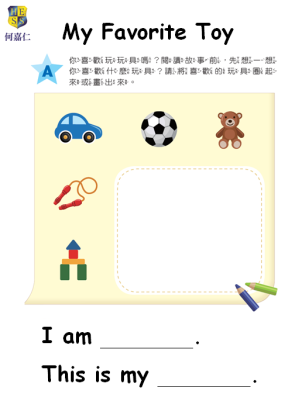 HESS
何嘉仁
My Favorite Toy
A
你喜歡玩玩具嗎？閱讀故事前，先想一想
你喜歡什麼玩具？請將喜歡的玩具圈起
來或畫出來。
I am ________.
This is my ________.